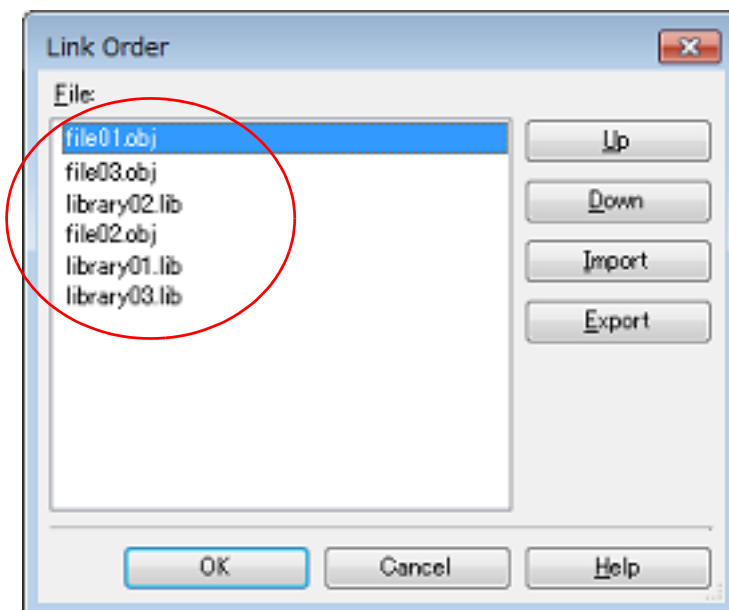 Link Order
File:
file01.obj
file03.obj
library02.lib
file02.obj
library01.lib
library03.lib
Up
Down
Import
Export
OK
Cancel
Help